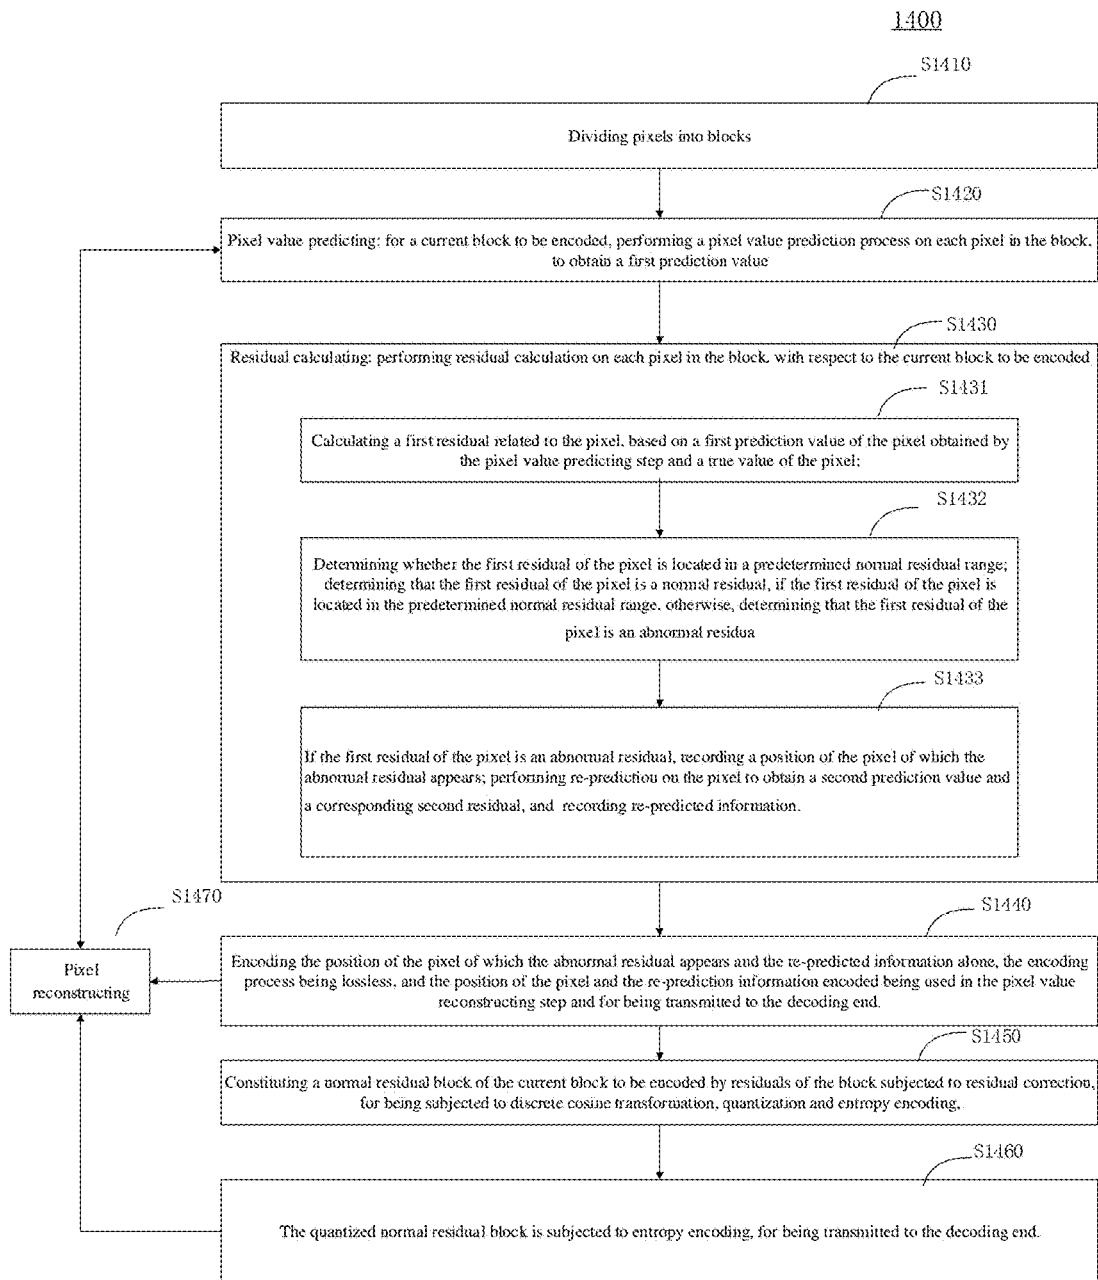 1400
S1410
Dividing pixels into blocks
S1420
Pixel value predicting: for a current block to be encoded, performing a pixel value prediction process on each pixel in the block,
to obtain a first prediction value
S1430
Residual calculating: performing residual calculation on each pixel in the block, with respect to the current block to be encoded
S1431
Calculating a first residual related to the pixel, based on a first prediction value of the pixel obtained by
the pixel value predicting step and a true value of the pixel;
S1432
Determining whether the first residual of the pixel is located in a predetermined normal residual range;
determining that the first residual of the pixel is a normal residual, if the first residual of the pixel is
located in the predetermined normal residual range, otherwise, determining that the first residual of the
pixel is an abnormal residua
S1433
If the first residual of the pixel is an abnormal residual, recording a position of the pixel of which the
abnormal residual appears; performing re-prediction on the pixel to obtain a second prediction value and
a corresponding second residual, and recording re-predicted information.
S1470
Pixel
reconstructing
S1440
Encoding the position of the pixel of which the abnormal residual appears and the re-predicted information alone, the encoding
process being lossless, and the position of the pixel and the re-prediction information encoded being used in the pixel value
reconstructing step and for being transmitted to the decoding end.
S1450
Constituting a normal residual block of the current block to be encoded by residuals of the block subjected to residual correction,
for being subjected to discrete cosine transformation, quantization and entropy encoding,
S1460
The quantized normal residual block is subjected to entropy encoding, for being transmitted to the decoding end.